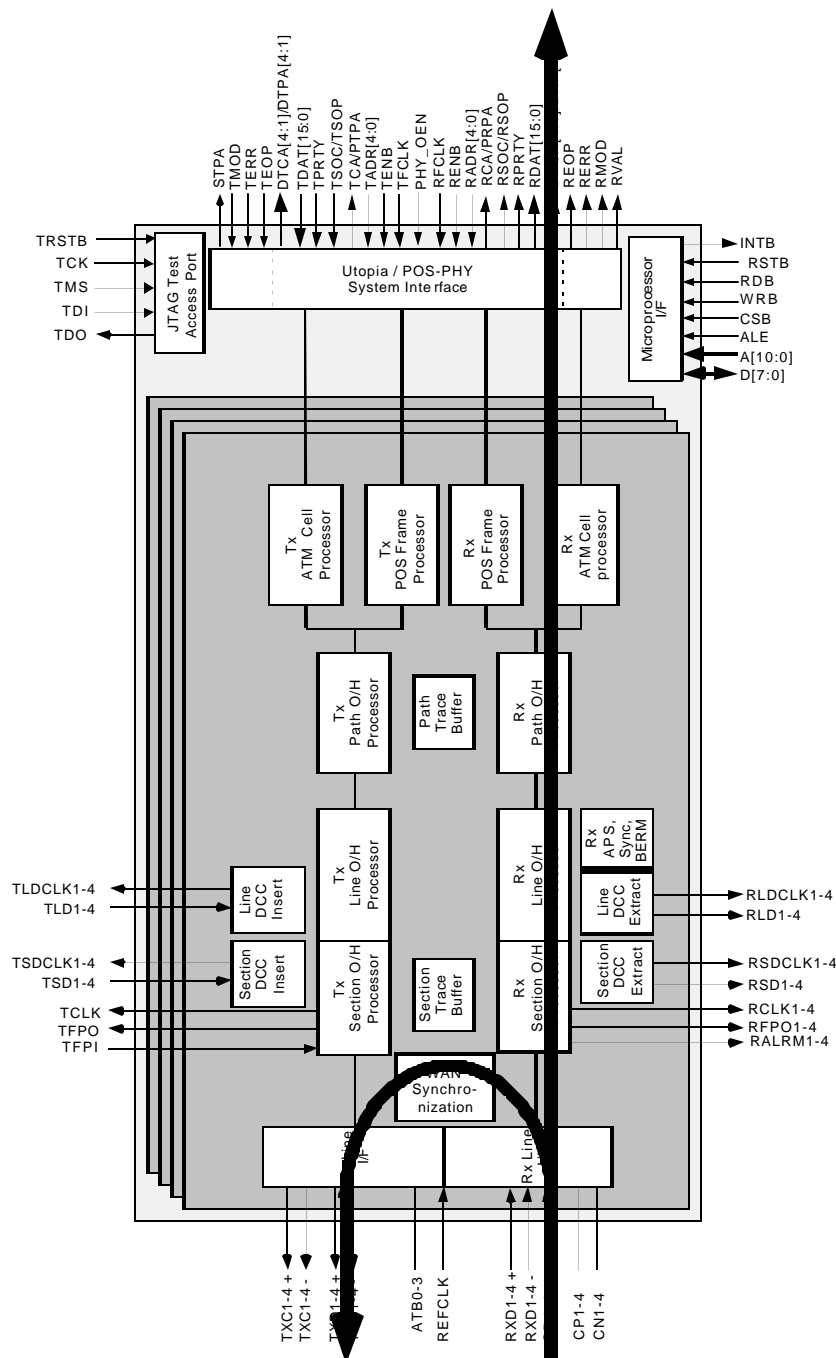 STPA
TMOD
TERR
TEOP
DTCA[4:1]/DTPA[4:1]
TDAT[15:0]
TPRTY
TSOC/TSOP
TCA/PTPA
TADR[4:0]
TENB
TFCLK
PHY_OEN
RFCLK
RENB
RADR[4:0]
RCA/PRPA
RSOC/RSOP
RPRTY
RDAT[15:0]
REOP
RERR
RMOD
RVAL
TRSTB
TCK
TMS
TDI
TDO
JTAG Test
Access Port
Utopia / POS-PHY
System Interface
Microprocessor
I/F
INTB
RSTB
RDB
WRB
CSB
ALE
A[10:0]
D[7:0]
Tx
ATM Cell
Processor
Tx
POS Frame
Processor
Rx
POS Frame
Processor
Rx
ATM Cell
processor
Tx
Path O/H
Processor
Path
Trace
Buffer
Rx
Path O/H
Tx
Line O/H
Processor
Rx
Line O/H
Rx
APS,
Sync,
BERM
TLDCLK1-4
TLD1-4
Line
DCC
Insert
Line
DCC
Extract
RLDCLK1-4
RLD1-4
TSDCLK1-4
TSD1-4
Section
DCC
Insert
Tx
Section O/H
Processor
Section
Trace
Buffer
Rx
Section O/H
Section
DCC
Extract
RSDCLK1-4
RSD1-4
TCLK
TFPO
TFPI
RCLK1-4
RFPO1-4
RALRM1-4
WAN
Synchro-
nization
Line
I/F
Rx Line
TXC1-4 +
TXC1-4 -
TXD1-4 +
ATB0-3
REFCLK
RXD1-4 +
RXD1-4 -
CP1-4
CN1-4